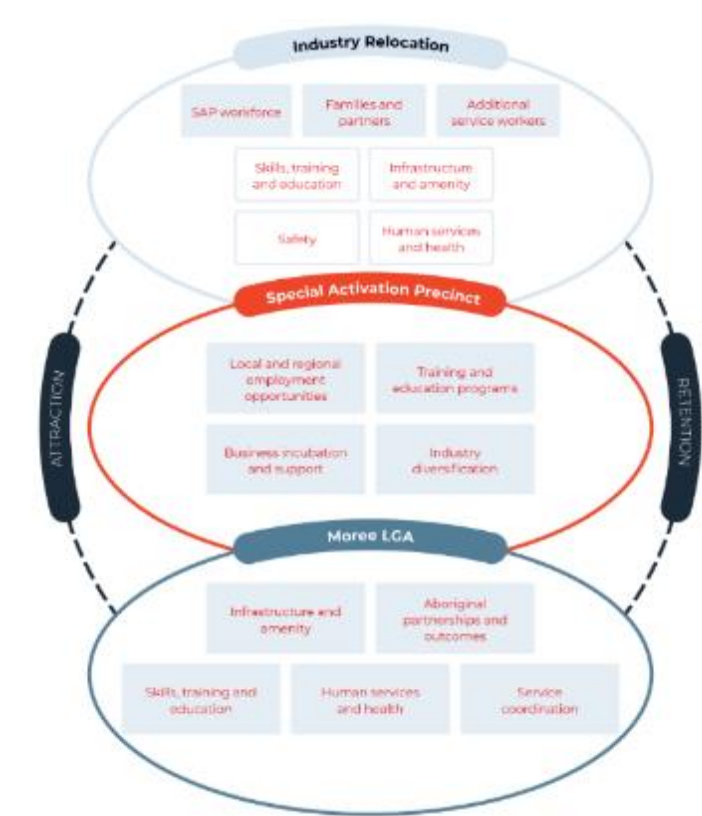 Industry Relocation
SAP workforce
Families and
partners
Additional
service workers
Skills, training
and education
Infrastructure
and amenity
Safety
Human services
and health
Special Activation Precinct
ATTRACTION
RETENTION
Local and regional
employment
opportunities
Training and
education programs
Business incubation
and support
Industry
diversification
Moree LGA
Infrastructure and
amenity
Aboriginal
partnerships and
outcomes
Skills, training and
education
Human services
and health
Service
coordination